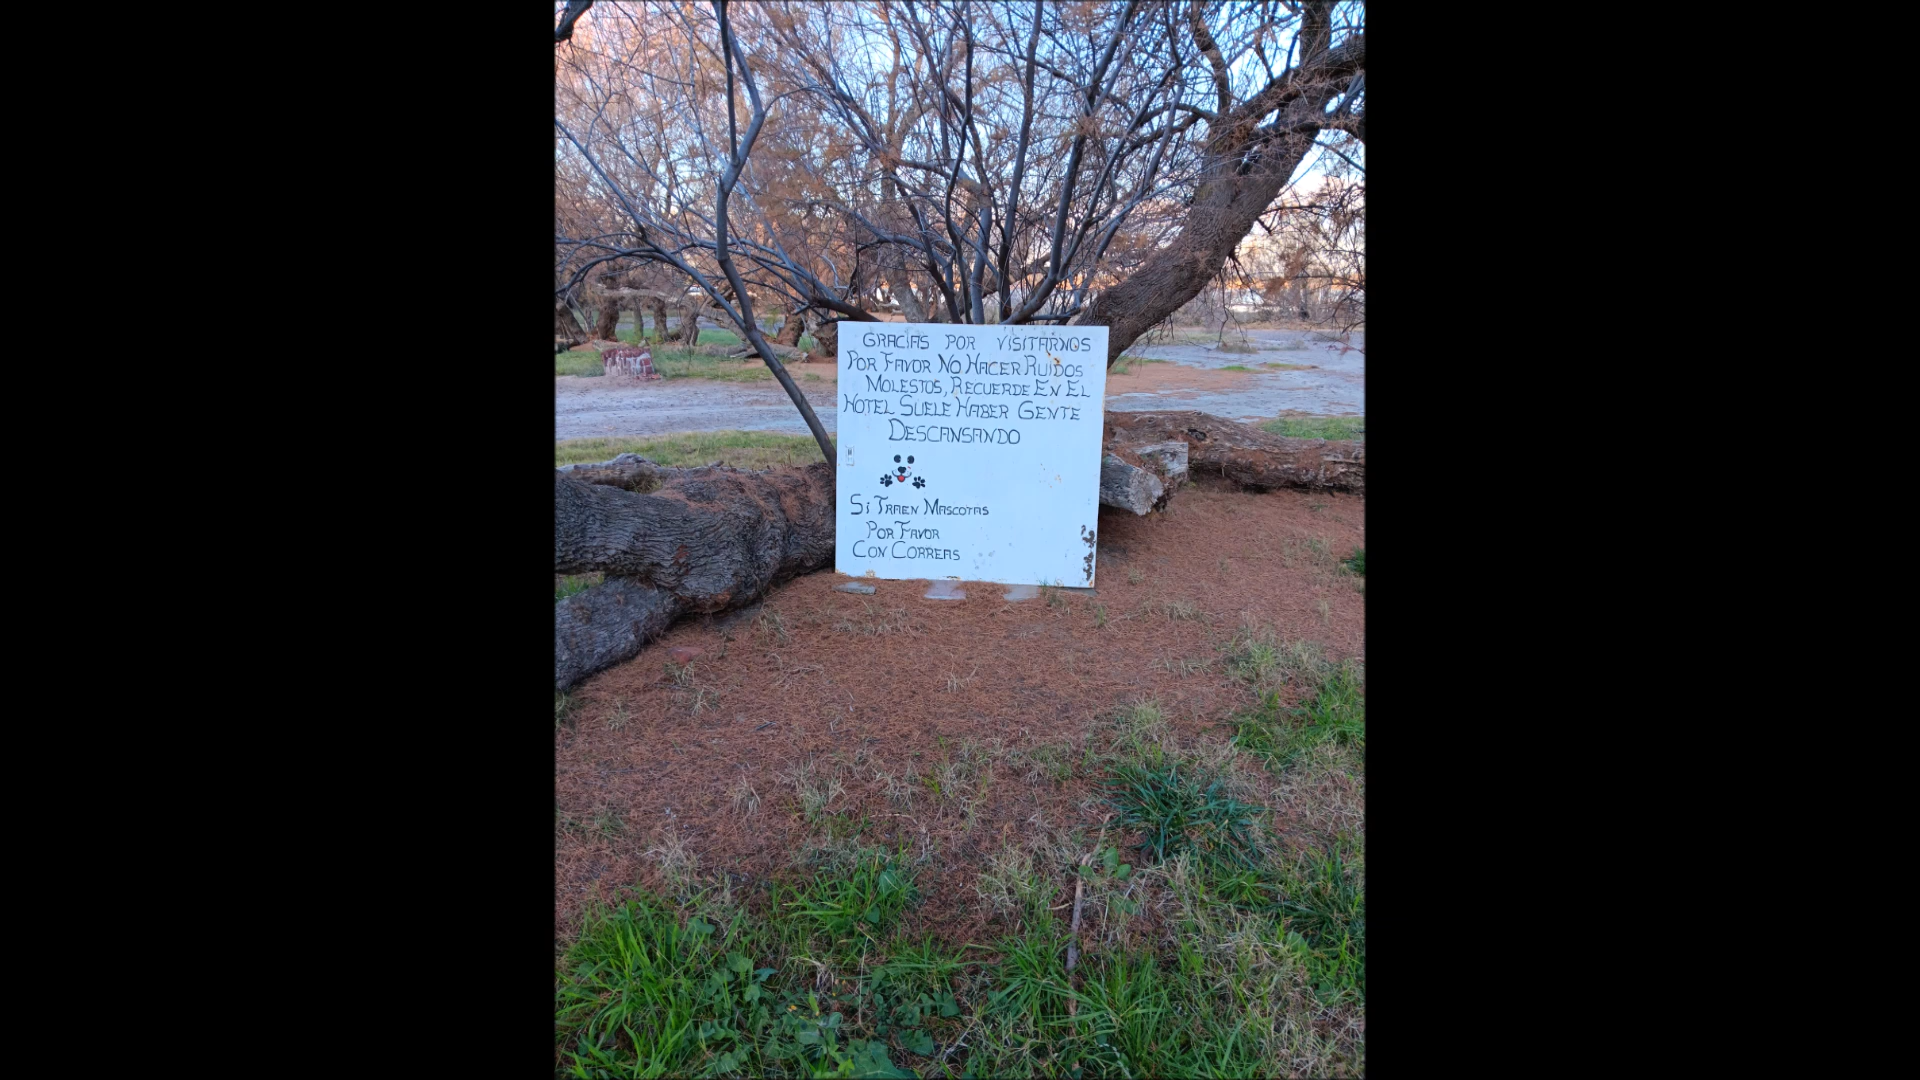 GRACIAS POR VISITARNOS
POR FAVOR NO HACER RUIDOS
MOLESTOS, RECUERDE EN EL
HOTEL SUELE HABER GENTE
DESCANSANDO
Si TRAEN MASCOTAS
POR FAVOR
CON CORREAS